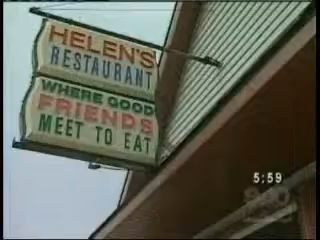 HELEN'S
RESTAURANT
WHERE GOOD
FRIENDS
MEET TO EAT
5:59